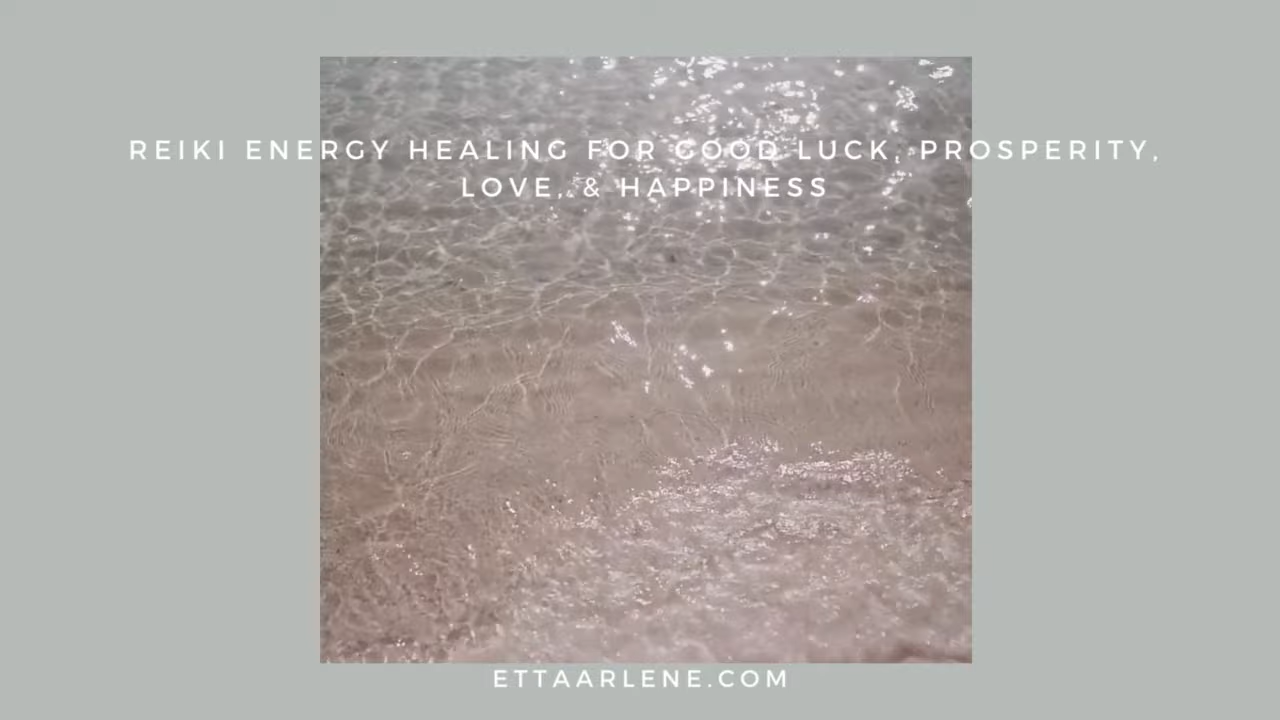 REIKI ENERGY HEALING FOR GOOD LUCK, PROSPERITY,
LOVE, & HAPPINESS
ETTAARLENE.COM